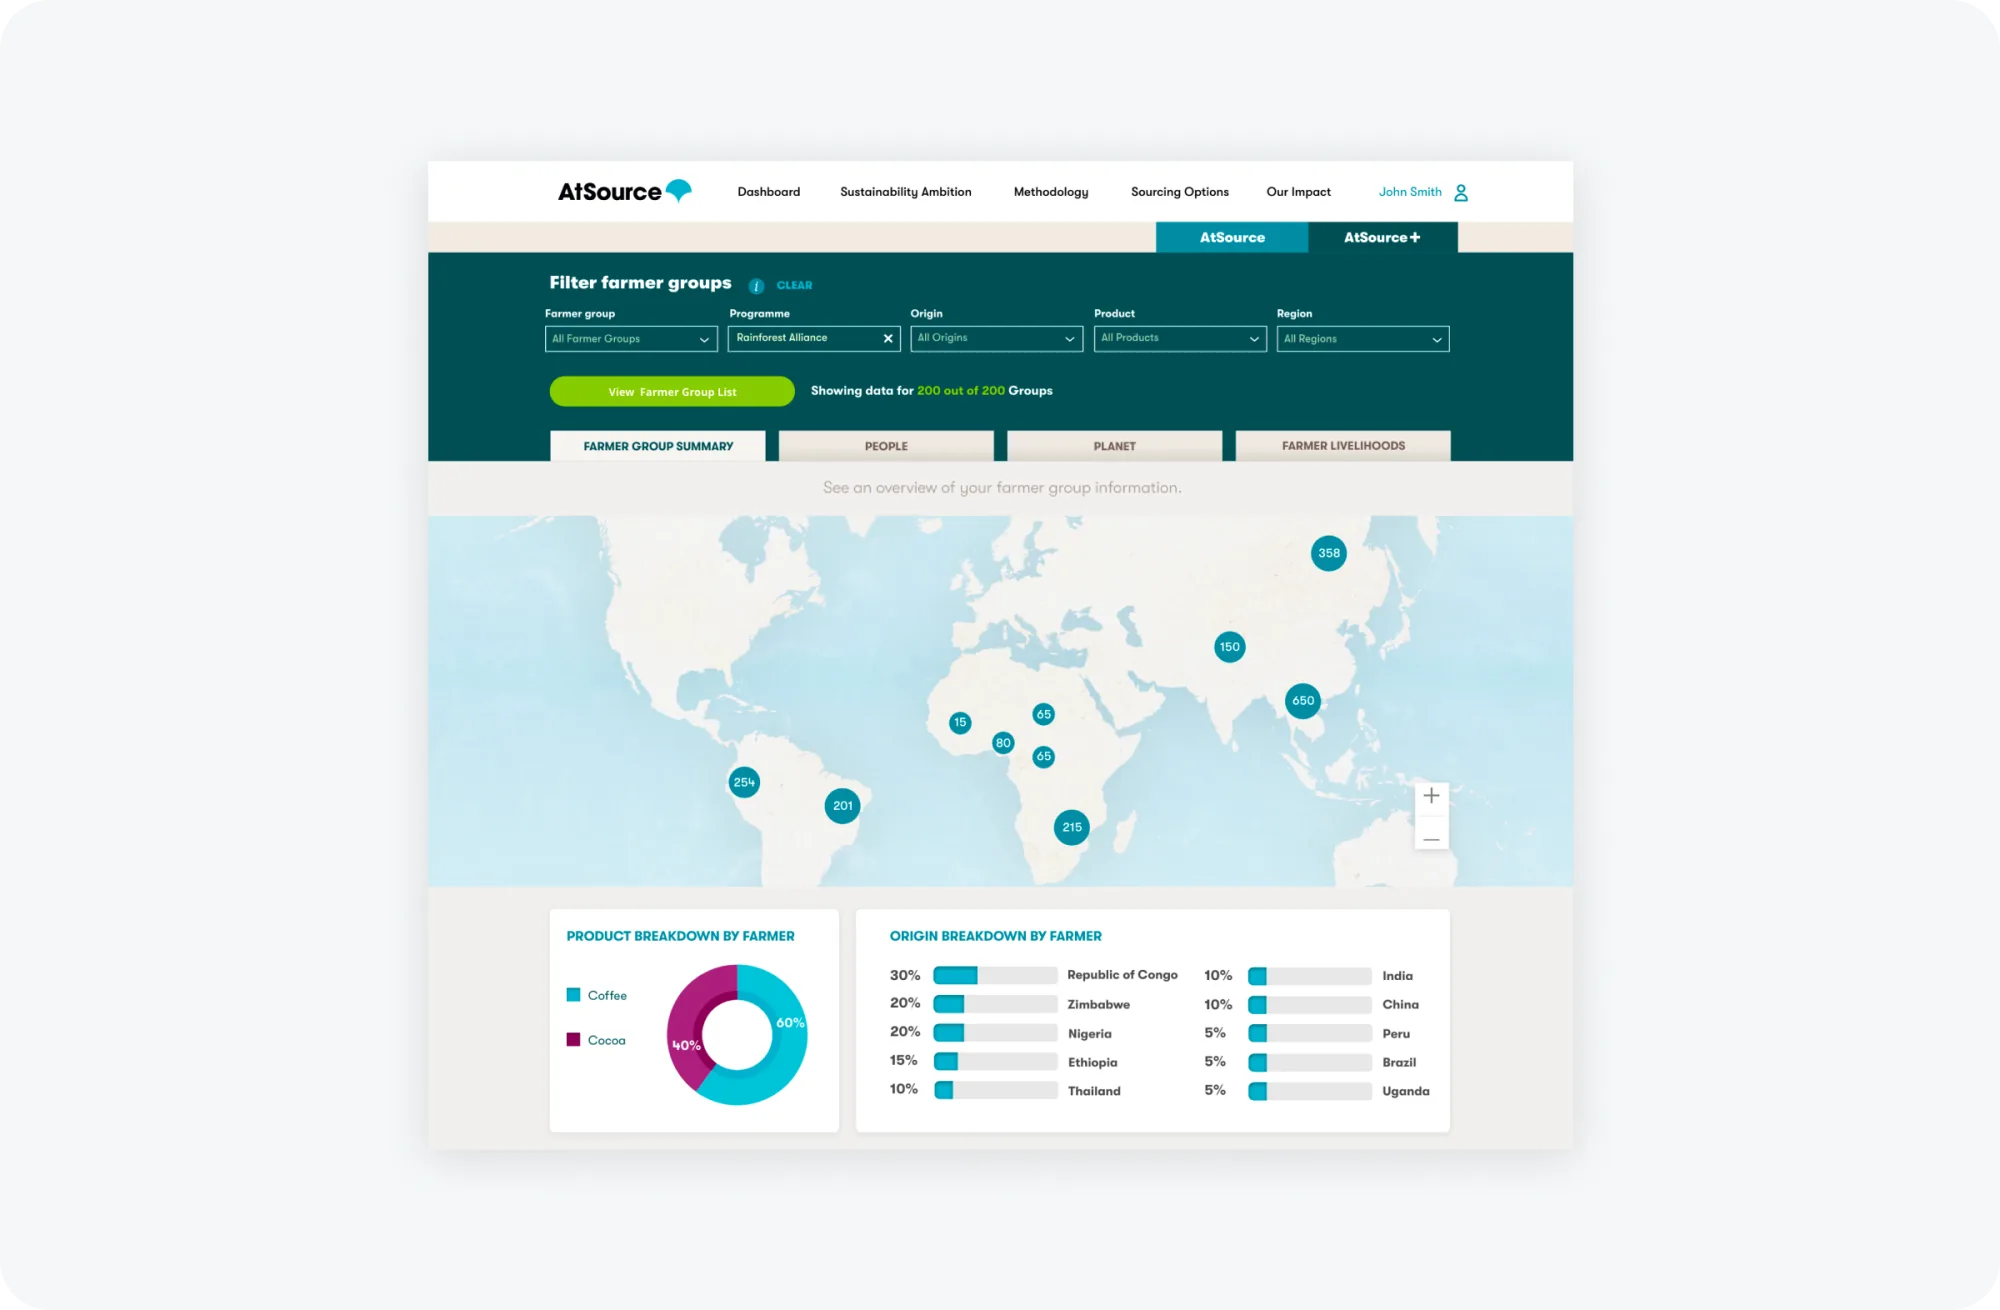 AtSource
Dashboard
Sustainability Ambition
Methodology
Sourcing Options
Our Impact
John Smith
AtSource
AtSource+
Filter farmer groups
i
CLEAR
Farmer group
Programme
Origin
Product
Region
All Farmer Groups
Rainforest Alliance
All Origins
All Products
All Regions
View Farmer Group List
Showing data for 200 out of 200 Groups
FARMER GROUP SUMMARY
PEOPLE
PLANET
FARMER LIVELIHOODS
See an overview of your farmer group information.
358
150
650
65
15
80
65
254
201
215
PRODUCT BREAKDOWN BY FARMER
Coffee
Cocoa
60%
40%
ORIGIN BREAKDOWN BY FARMER
30% Republic of Congo
20% Zimbabwe
20% Nigeria
15% Ethiopia
10% Thailand
10% India
10% China
5% Peru
5% Brazil
5% Uganda